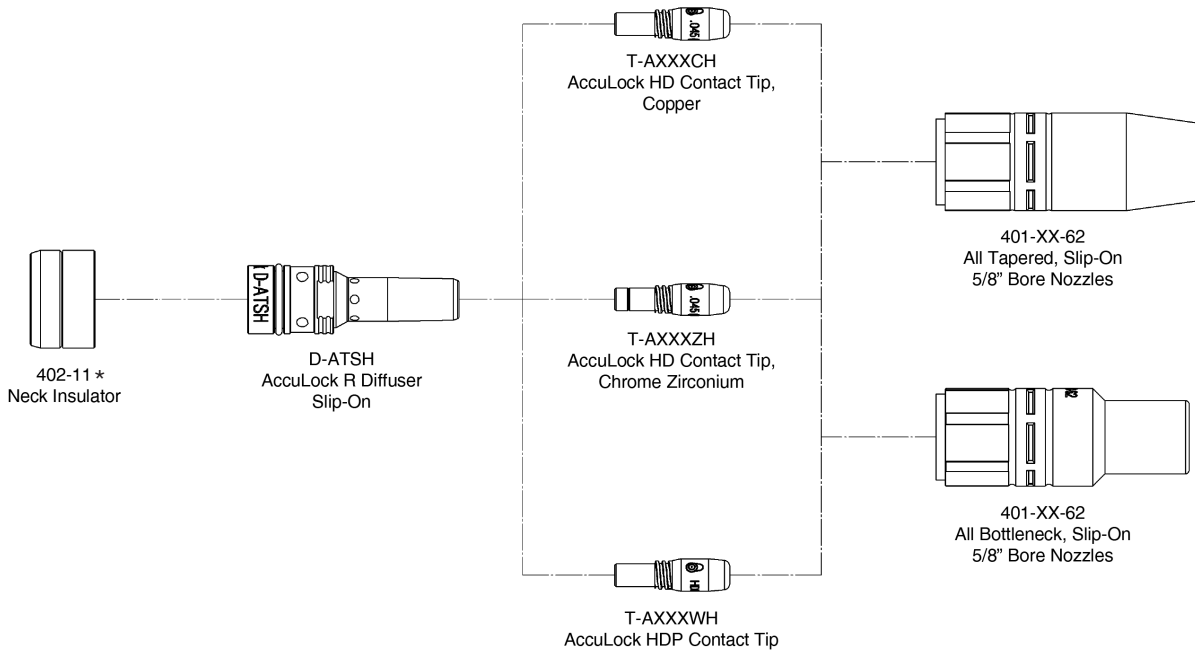 .045
T-AXXXCH
AccuLock HD Contact Tip,
Copper
401-XX-62
All Tapered, Slip-On
5/8” Bore Nozzles
402-11 *
Neck Insulator
D-ATSH
D-ATSH
AccuLock R Diffuser
Slip-On
.045
T-AXXXZH
AccuLock HD Contact Tip,
Chrome Zirconium
401-XX-62
All Bottleneck, Slip-On
5/8” Bore Nozzles
T-AXXXWH
AccuLock HDP Contact Tip